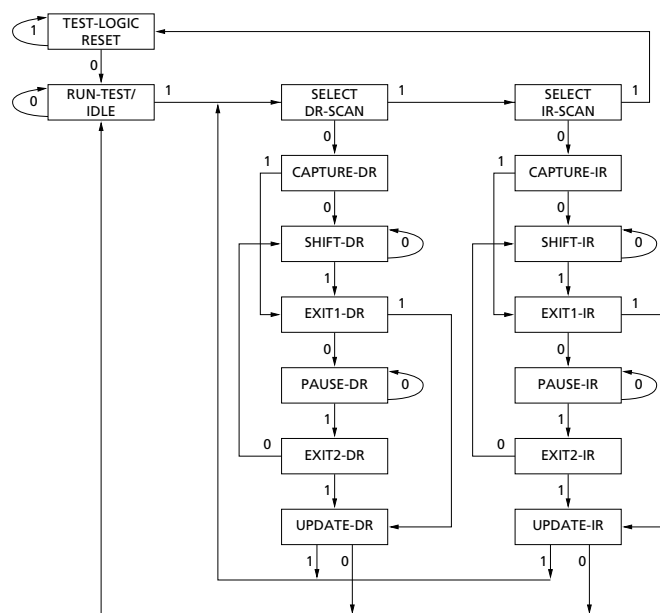 TEST-LOGIC
RESET
1
0
RUN-TEST/
IDLE
0
1
SELECT
DR-SCAN
1
SELECT
IR-SCAN
1
0
0
1
CAPTURE-DR
1
CAPTURE-IR
0
0
SHIFT-DR
0
SHIFT-IR
0
1
1
EXIT1-DR
1
EXIT1-IR
1
0
0
PAUSE-DR
0
PAUSE-IR
0
1
1
0
EXIT2-DR
0
EXIT2-IR
1
1
UPDATE-DR
UPDATE-IR
1
0
1
0